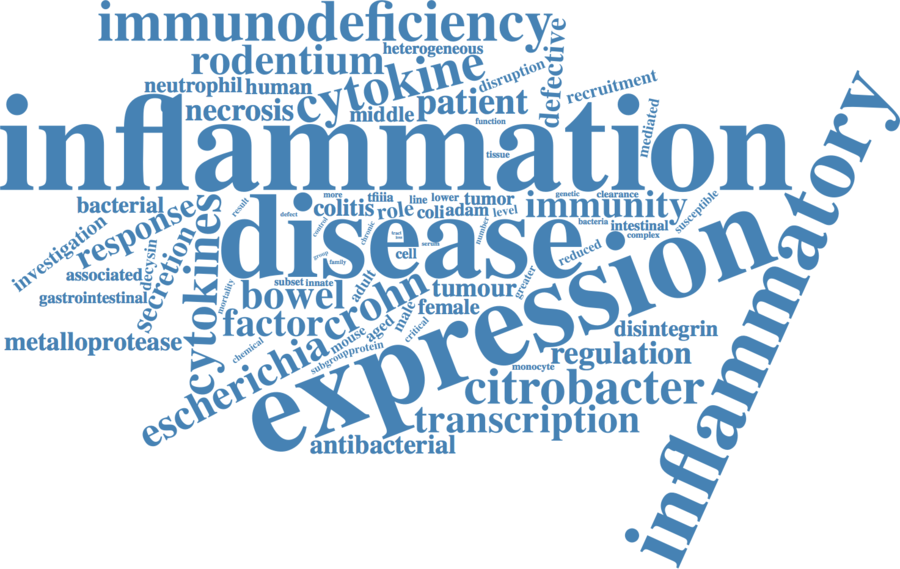 immunodeficiency
rodentium
heterogeneous
cytokine
defective
neutrophil
human
disruption
recruitment
necrosis
middle
patient
function
mediated
inflammation
inflammatory
tissue
bacterial
response
cytokines
result
more
tfiiia
line
lower
tumor
genetic
clearance
immunity
susceptible
defect
colitis
role
coli
adam
level
bacteria
intestinal
complex
control
chronic
disease
cell
serum
number
reduced
expression
investigation
decysin
secretion
associated
gastrointestinal
group
family
subset
innate
adult
tumour
greater
mortality
bowel
crohn
female
male
factor
aged
critical
disintegrin
metalloprotease
chemical
mouse
subgroup
protein
monocyte
regulation
escherichia
citrobacter
transcription
antibacterial